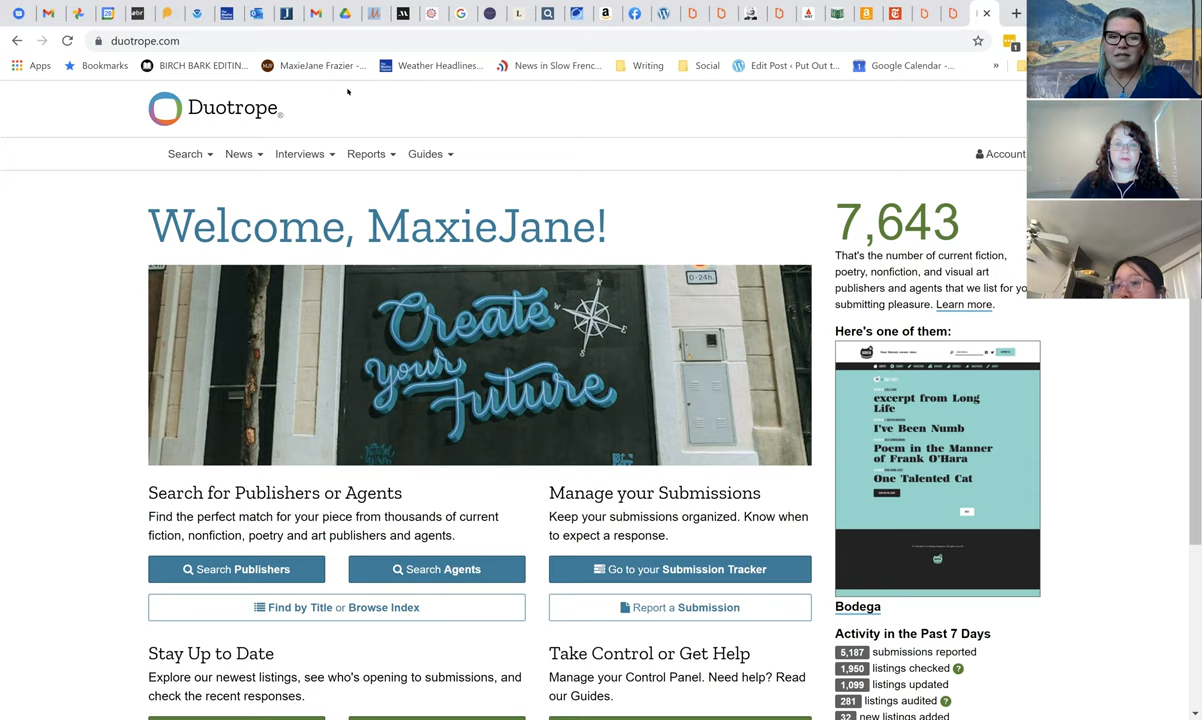 duotrope.com
Apps
Bookmarks
BIRCH BARK EDITIN...
MaxieJane Frazier -...
Weather Headlines...
News in Slow Frenc...
Writing
Social
Edit Post ‹ Put Out t...
Google Calendar -...
»
Duotrope®
Search
News
Interviews
Reports
Guides
Account
Welcome, MaxieJane!
Create
your
Future
0-24h.
7,643
That's the number of current fiction,
poetry, nonfiction, and visual art
publishers and agents that we list for yo
submitting pleasure. Learn more.
Here's one of them:
excerpt from Long
Life
I've Been Numb
Poem in the Manner
of Frank O'Hara
One Talented Cat
Bodega
Search for Publishers or Agents
Find the perfect match for your piece from thousands of current
fiction, nonfiction, poetry and art publishers and agents.
Search Publishers
Search Agents
Find by Title or Browse Index
Manage your Submissions
Keep your submissions organized. Know when
to expect a response.
Go to your Submission Tracker
Report a Submission
Stay Up to Date
Explore our newest listings, see who's opening to submissions, and
check the recent responses.
Take Control or Get Help
Manage your Control Panel. Need help? Read
our Guides.
Activity in the Past 7 Days
5,187 submissions reported
1,950 listings checked ?
1,099 listings updated
281 listings audited ?
32 new listings added